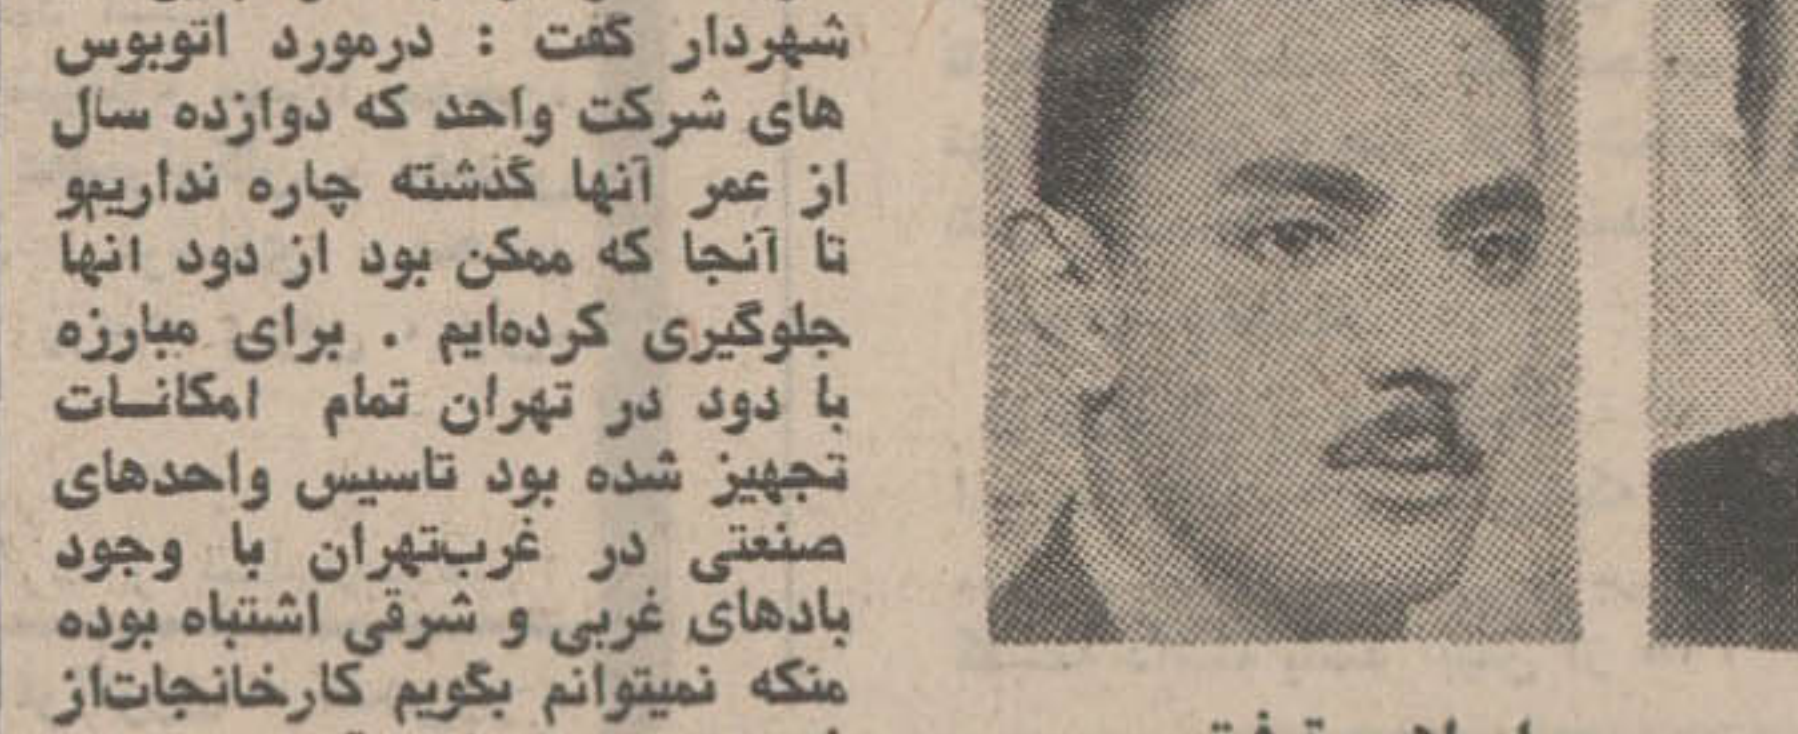 شهردار گفت : درمورد اتوبوس
های شرکت واحد که دوازده سال
از عمر آنها گذشته چاره نداریمو
تا آنجا که ممکن بود از دود انها
جلوگیری کرده‌ایم . برای مبارزه
با دود در تهران تمام امکانات
تجهیز شده بود تاسیس واحدهای
صنعتی در غرب‌تهران با وجود
بادهای غربی و شرقی اشتباه بوده
منکه نمیتوانم بگویم کارخانجات‌از